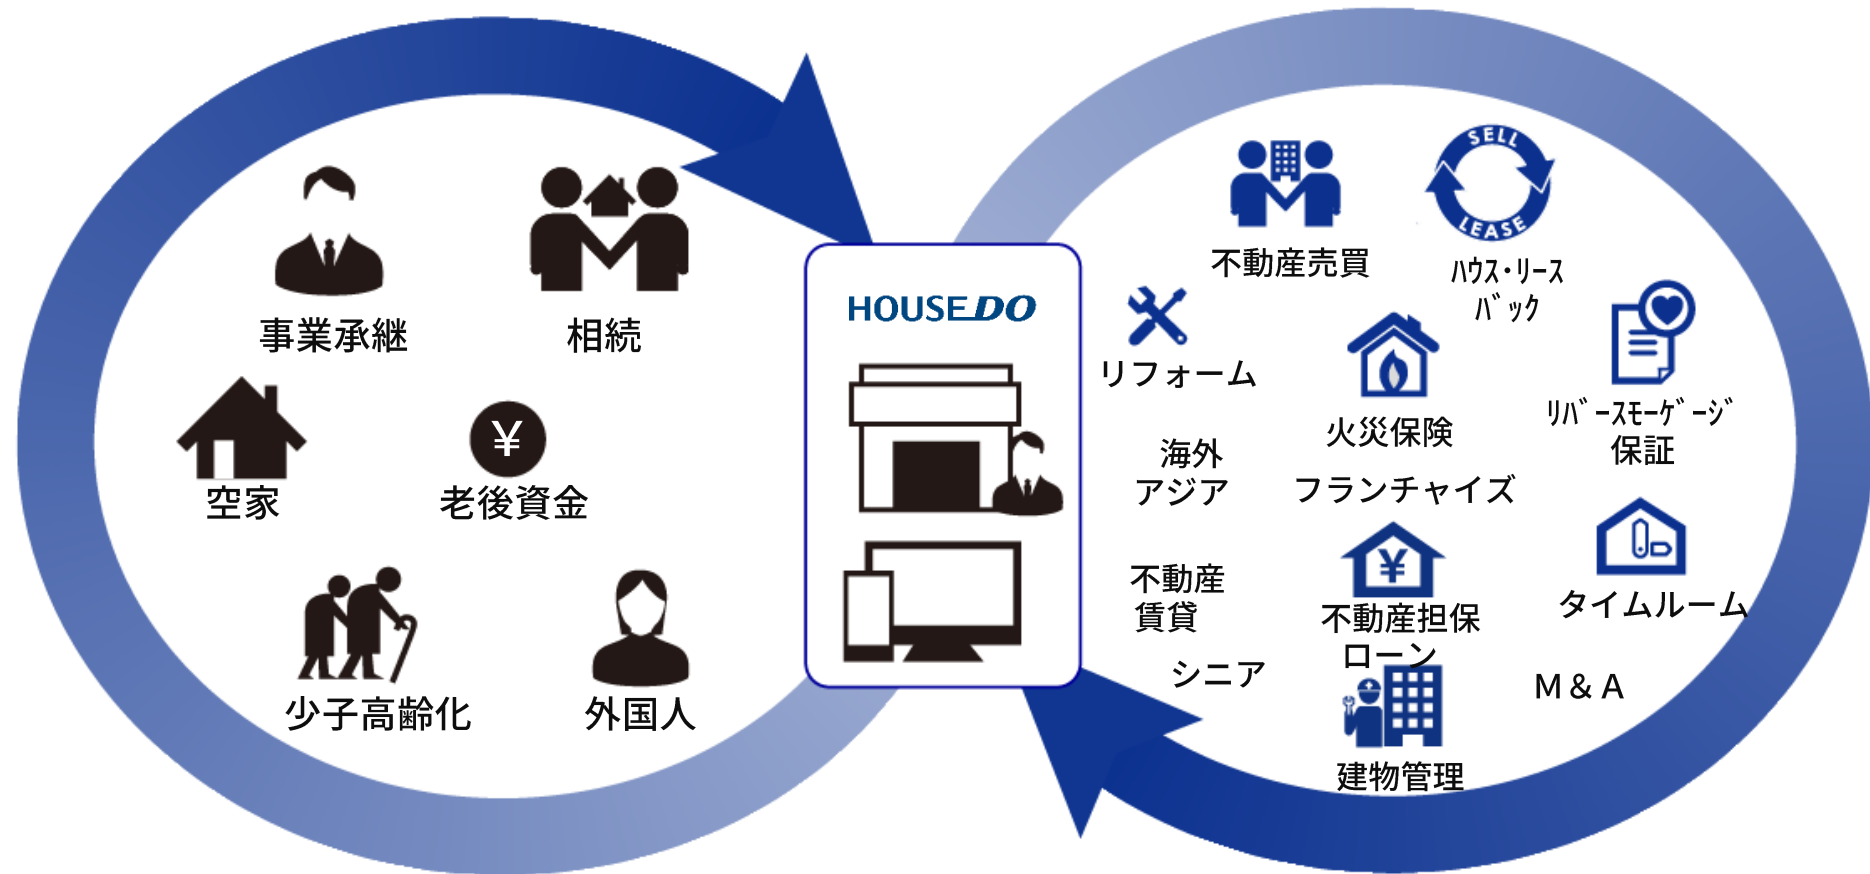 事業承継
相続
空家
¥
老後資金
少子高齢化
外国人
HOUSEDO
不動産売買
SELL
LEASE
ﾊｳｽ・ﾘｰｽ
ﾊﾞｯｸ
リフォーム
火災保険
ﾘﾊﾞｰｽﾓｰｹﾞｰｼﾞ
保証
海外
アジア
フランチャイズ
不動産
賃貸
¥
不動産担保
ローン
タイムルーム
シニア
M & A
建物管理